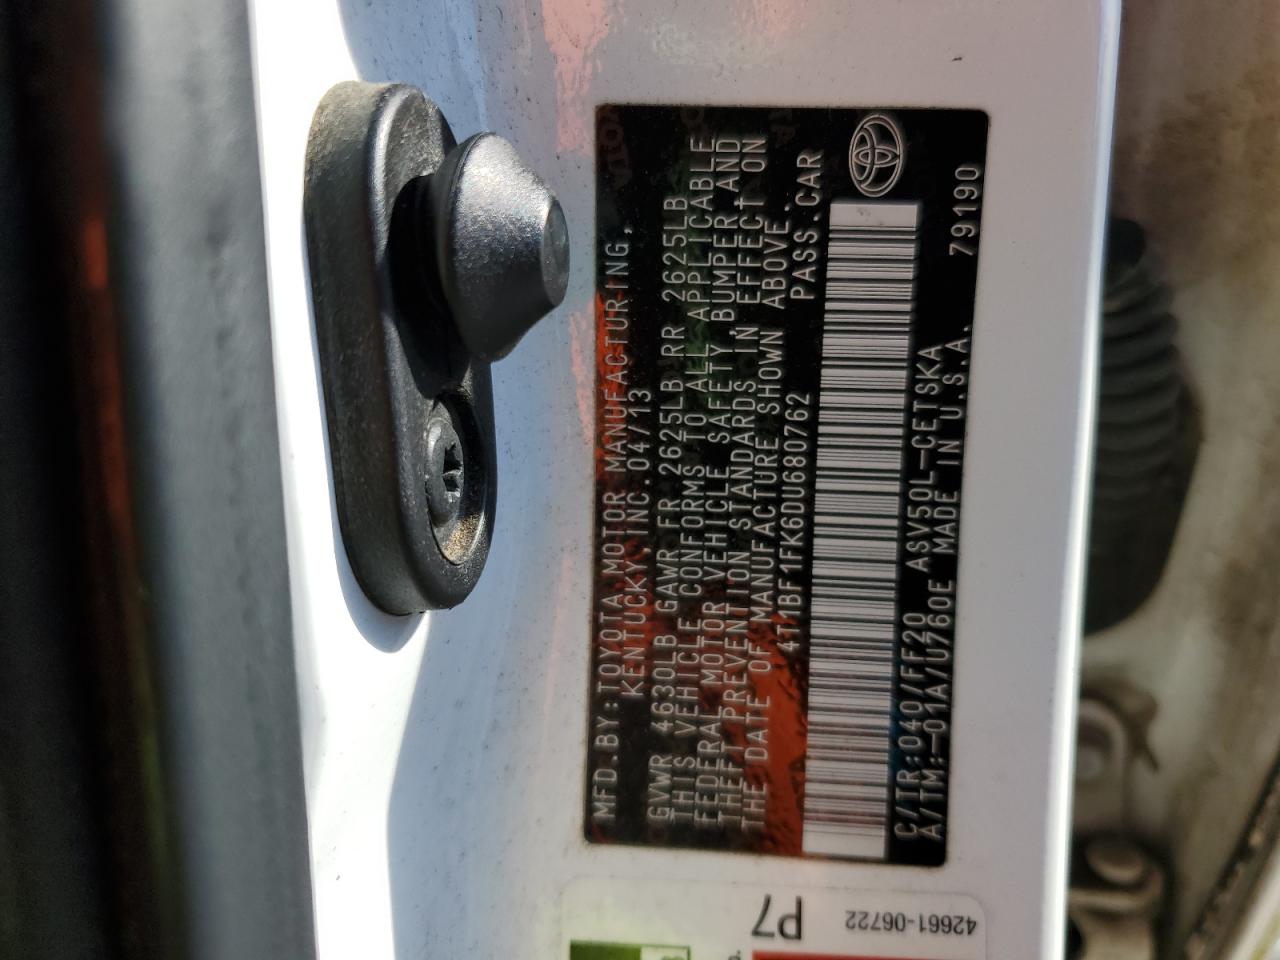 MFD.BY:TOYOTA MOTOR MANUFACTURING,
KENTUCKY,INC. 04/13
GVWR 4630LB GAWR FR 2625LB RR 2625LB
THIS VEHICLE CONFORMS TO ALL APPLICABLE
FEDERAL MOTOR VEHICLE SAFETY,BUMPER AND
THEFT PREVENTION STANDARDS IN EFFECT ON
THE DATE OF MANUFACTURE SHOWN ABOVE.
4T1BF1FK6DU680762 PASS.CAR
C/TR:040/FF20 ASV50L-CETSKA
A/TM:-01A/U760E MADE IN U.S.A. 79190
P7
42661-06722